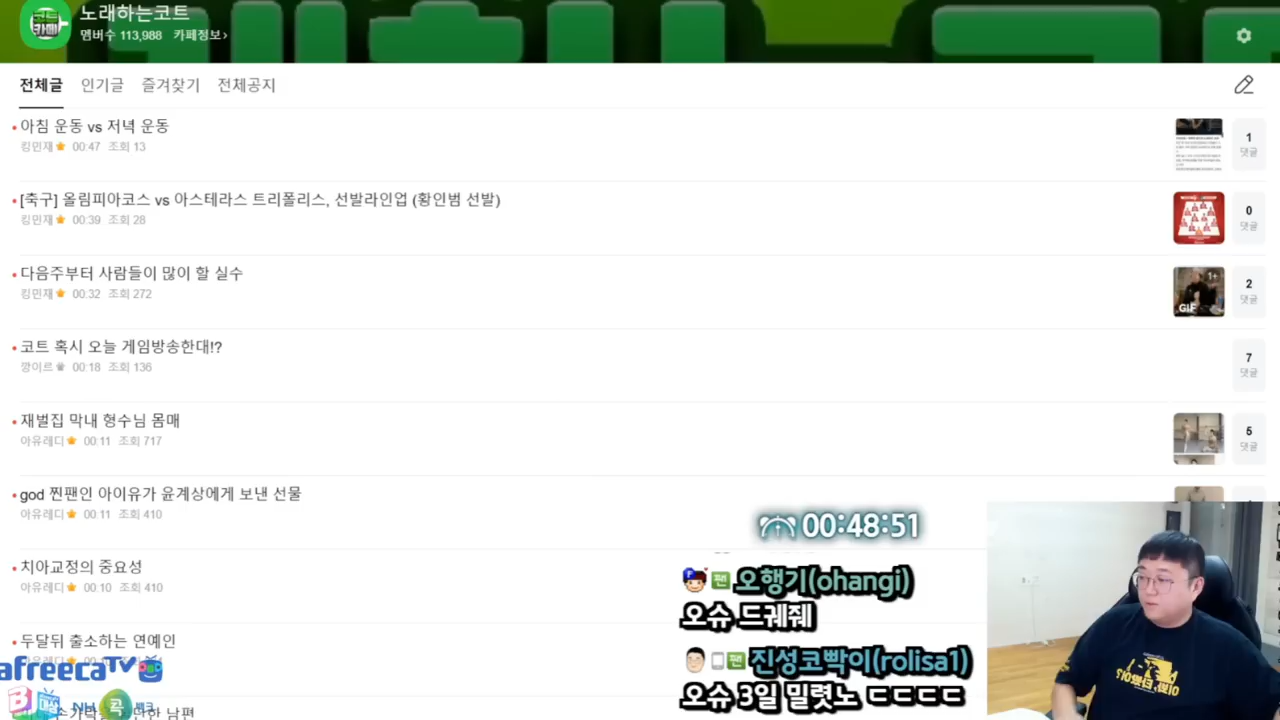 코트
카페
노래하는코트
멤버수 113,988 카페정보 ›
전체글 인기글 즐겨찾기 전체공지
아침 운동 vs 저녁 운동
킹민재 00:47 조회 13
1
댓글
[축구] 올림피아코스 vs 아스테라스 트리폴리스, 선발라인업 (황인범 선발)
킹민재 00:39 조회 28
0
댓글
다음주부터 사람들이 많이 할 실수
킹민재 00:32 조회 272
GIF
2
댓글
코트 혹시 오늘 게임방송한대!?
깡이르 00:18 조회 136
7
댓글
재벌집 막내 형수님 몸매
아유레디 00:11 조회 717
5
댓글
god 찐팬인 아이유가 윤계상에게 보낸 선물
아유레디 00:11 조회 410
치아교정의 중요성
아유레디 00:10 조회 410
두달뒤 출소하는 연예인
00:48:51
오행기(ohangi)
오슈 드궤줴
진성코빡이(rolisa1)
오슈 3일 밀렷노 ㄷㄷㄷㄷ
afreecaTV
남편